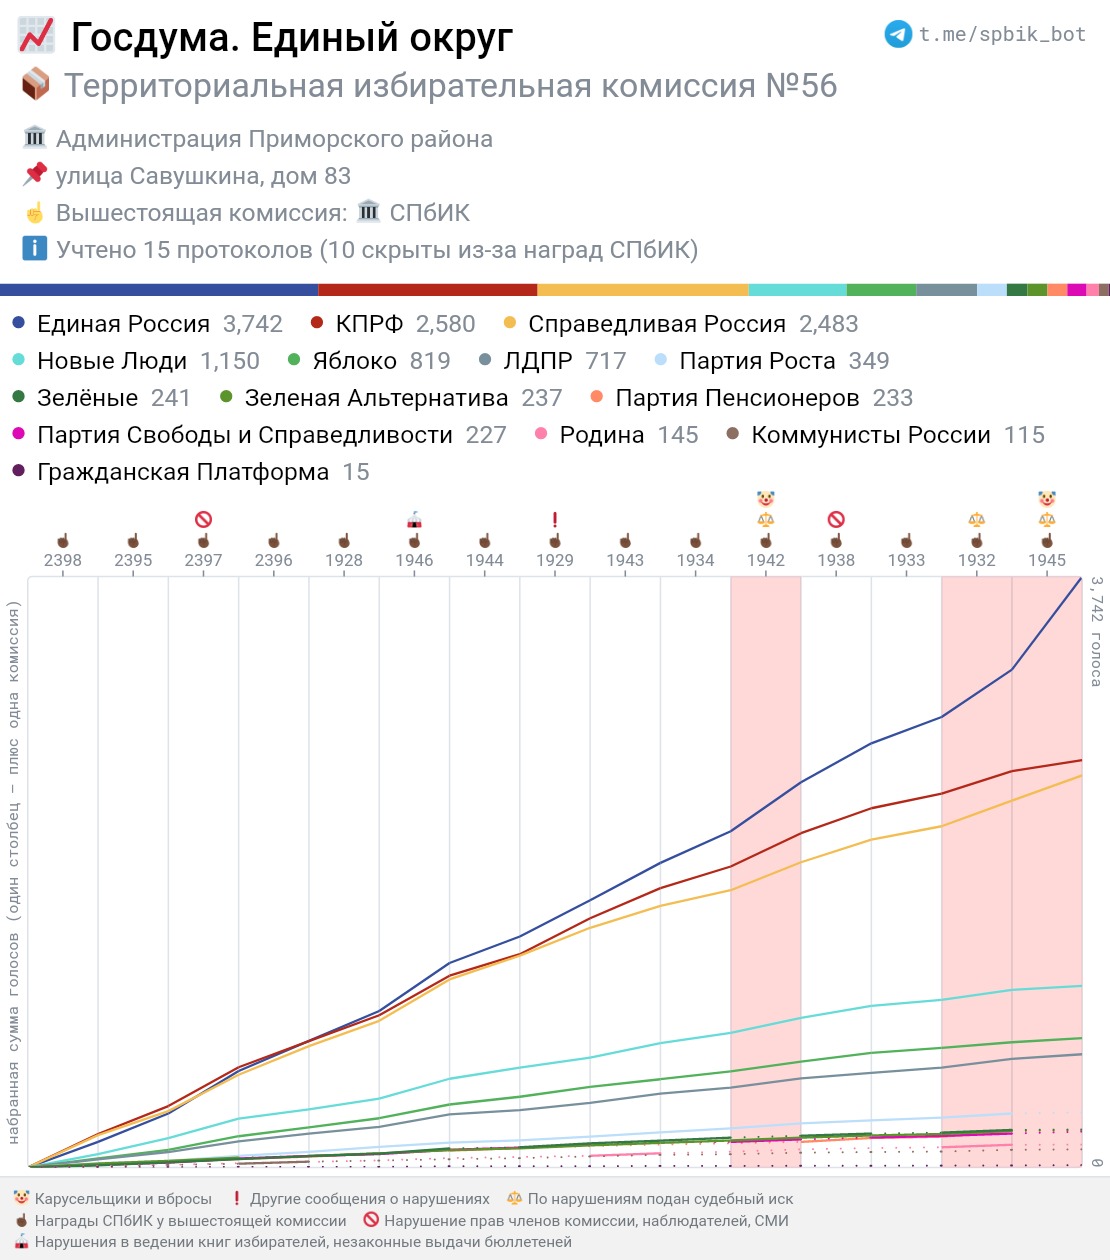 Госдума. Единый округ
t.me/spbik_bot
Территориальная избирательная комиссия №56
Администрация Приморского района
улица Савушкина, дом 83
Вышестоящая комиссия: СПбИК
Учтено 15 протоколов (10 скрыты из-за наград СПбИК)
Единая Россия 3,742 КПРФ 2,580 Справедливая Россия 2,483
Новые Люди 1,150 Яблоко 819 ЛДПР 717 Партия Роста 349
Зелёные 241 Зеленая Альтернатива 237 Партия Пенсионеров 233
Партия Свободы и Справедливости 227 Родина 145 Коммунисты России 115
Гражданская Платформа 15
2398 2395 2397 2396 1928 1946 1944 1929 1943 1934 1942 1938 1933 1932 1945
набранная сумма голосов (один столбец – плюс одна комиссия)
3,742 голоса
0
Карусельщики и вбросы Другие сообщения о нарушениях По нарушениям подан судебный иск
Награды СПбИК у вышестоящей комиссии Нарушение прав членов комиссии, наблюдателей, СМИ
Нарушения в ведении книг избирателей, незаконные выдачи бюллетеней